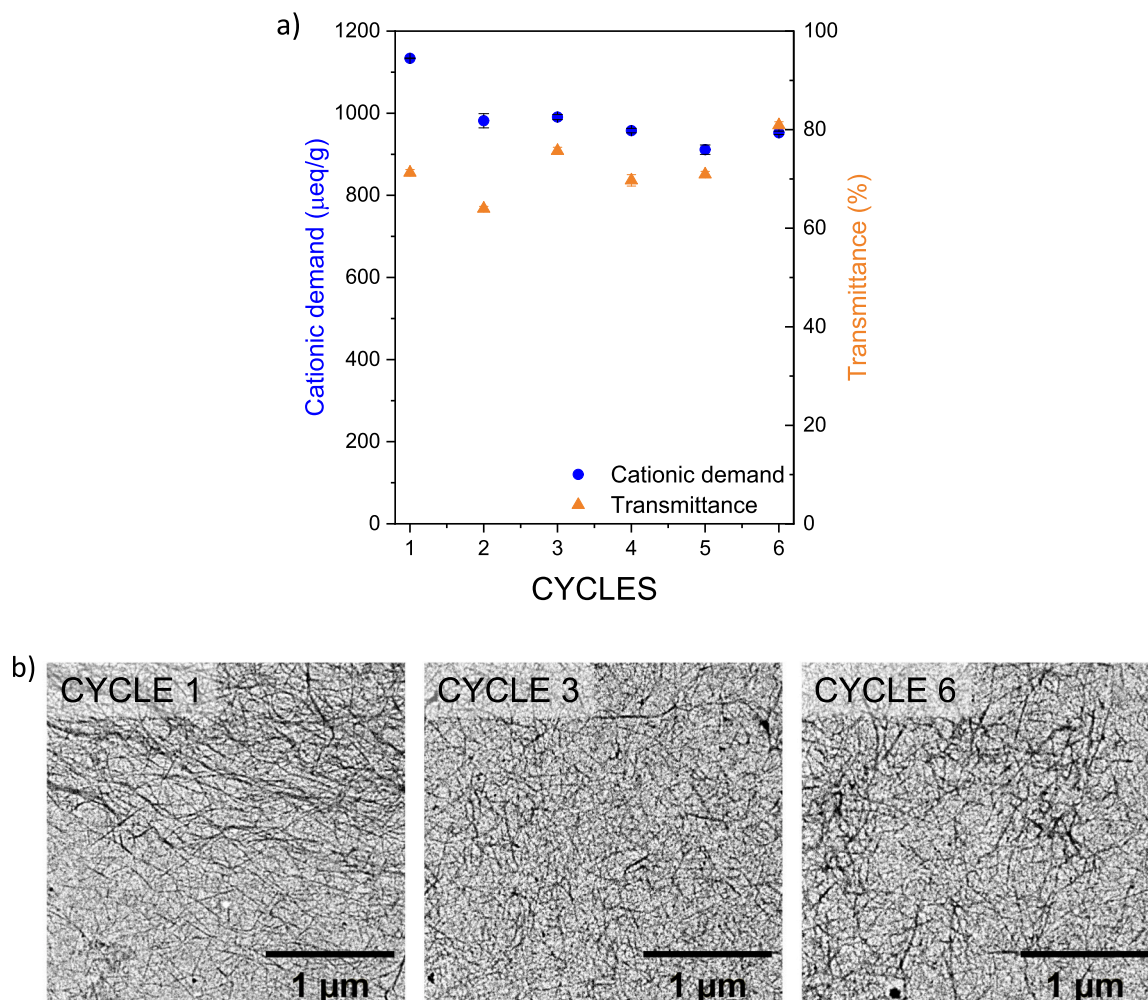 a)
1200
1000
800
600
400
200
0
Cationic demand (μeq/g)
100
80
60
40
20
0
Transmittance (%)
Cationic demand
Transmittance
1 2 3 4 5 6
CYCLES
b)
CYCLE 1
CYCLE 3
CYCLE 6
1 μm
1 μm
1 μm